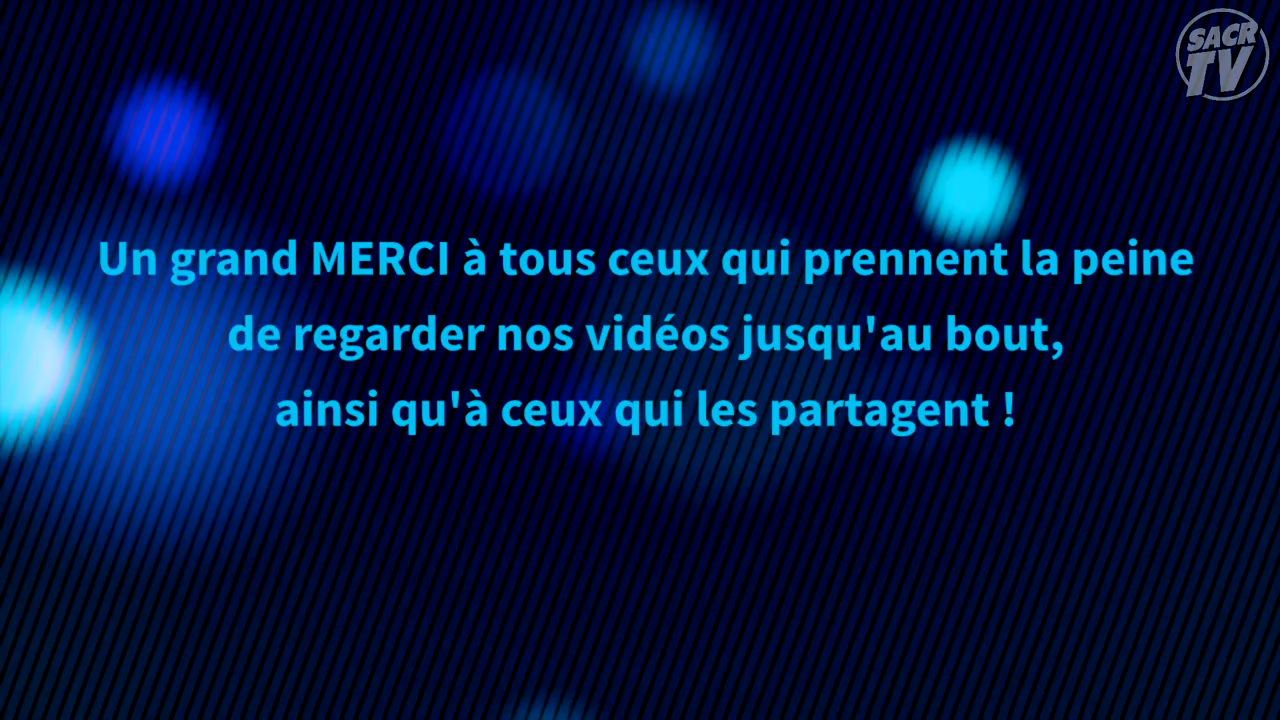 SACR
TV
Un grand MERCI à tous ceux qui prennent la peine
de regarder nos vidéos jusqu'au bout,
ainsi qu'à ceux qui les partagent !